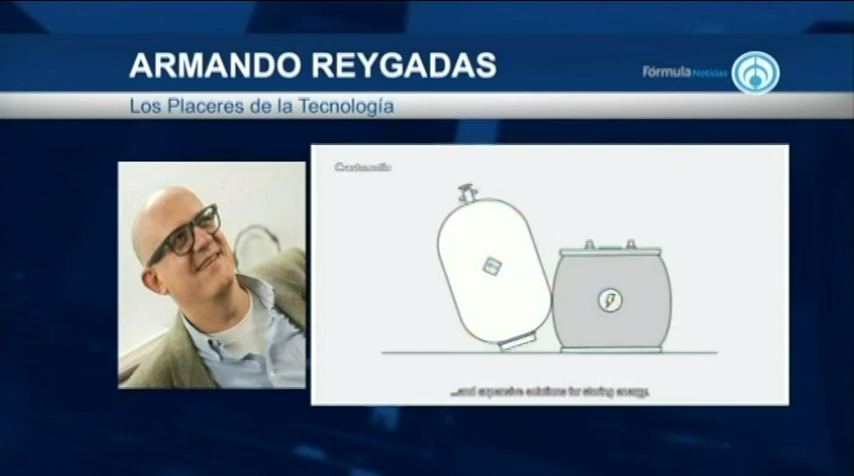 ARMANDO REYGADAS
Fórmula Noticias
Los Placeres de la Tecnología
...and expensive solutions for storing energy.